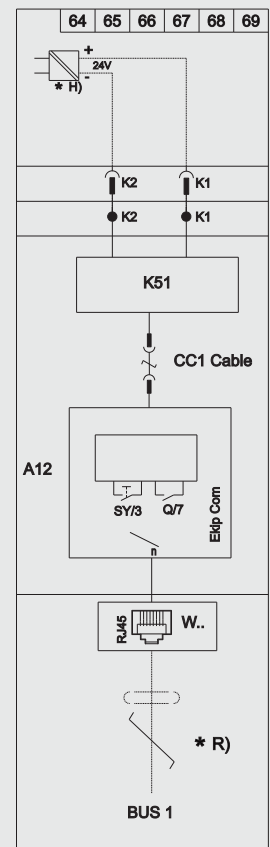 64 65 66 67 68 69
+
24V
-
* H)
K2 K1
K2 K1
K51
CC1 Cable
A12
SY/3 Q/7
Ekip Com
n
RJ45
W..
* R)
BUS 1